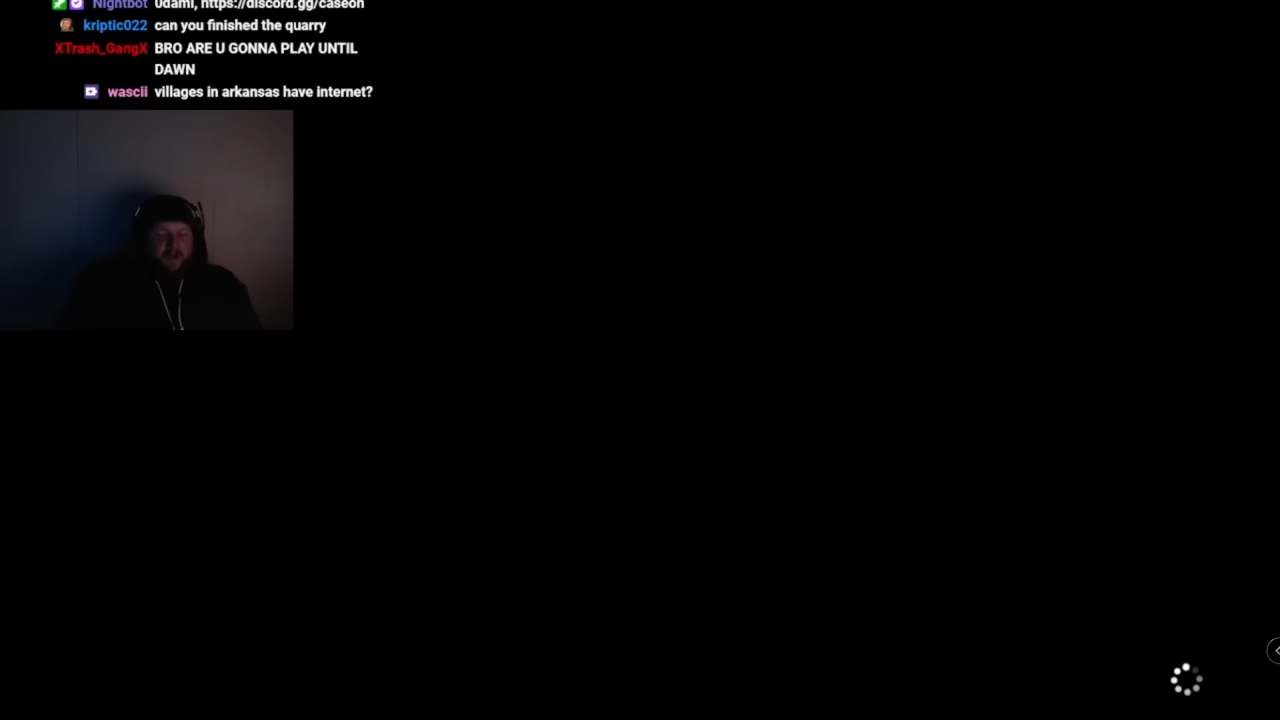 Nightbot 0dami, https://discord.gg/caseoh
kriptic022 can you finished the quarry
XTrash_GangX BRO ARE U GONNA PLAY UNTIL
DAWN
wascii villages in arkansas have internet?